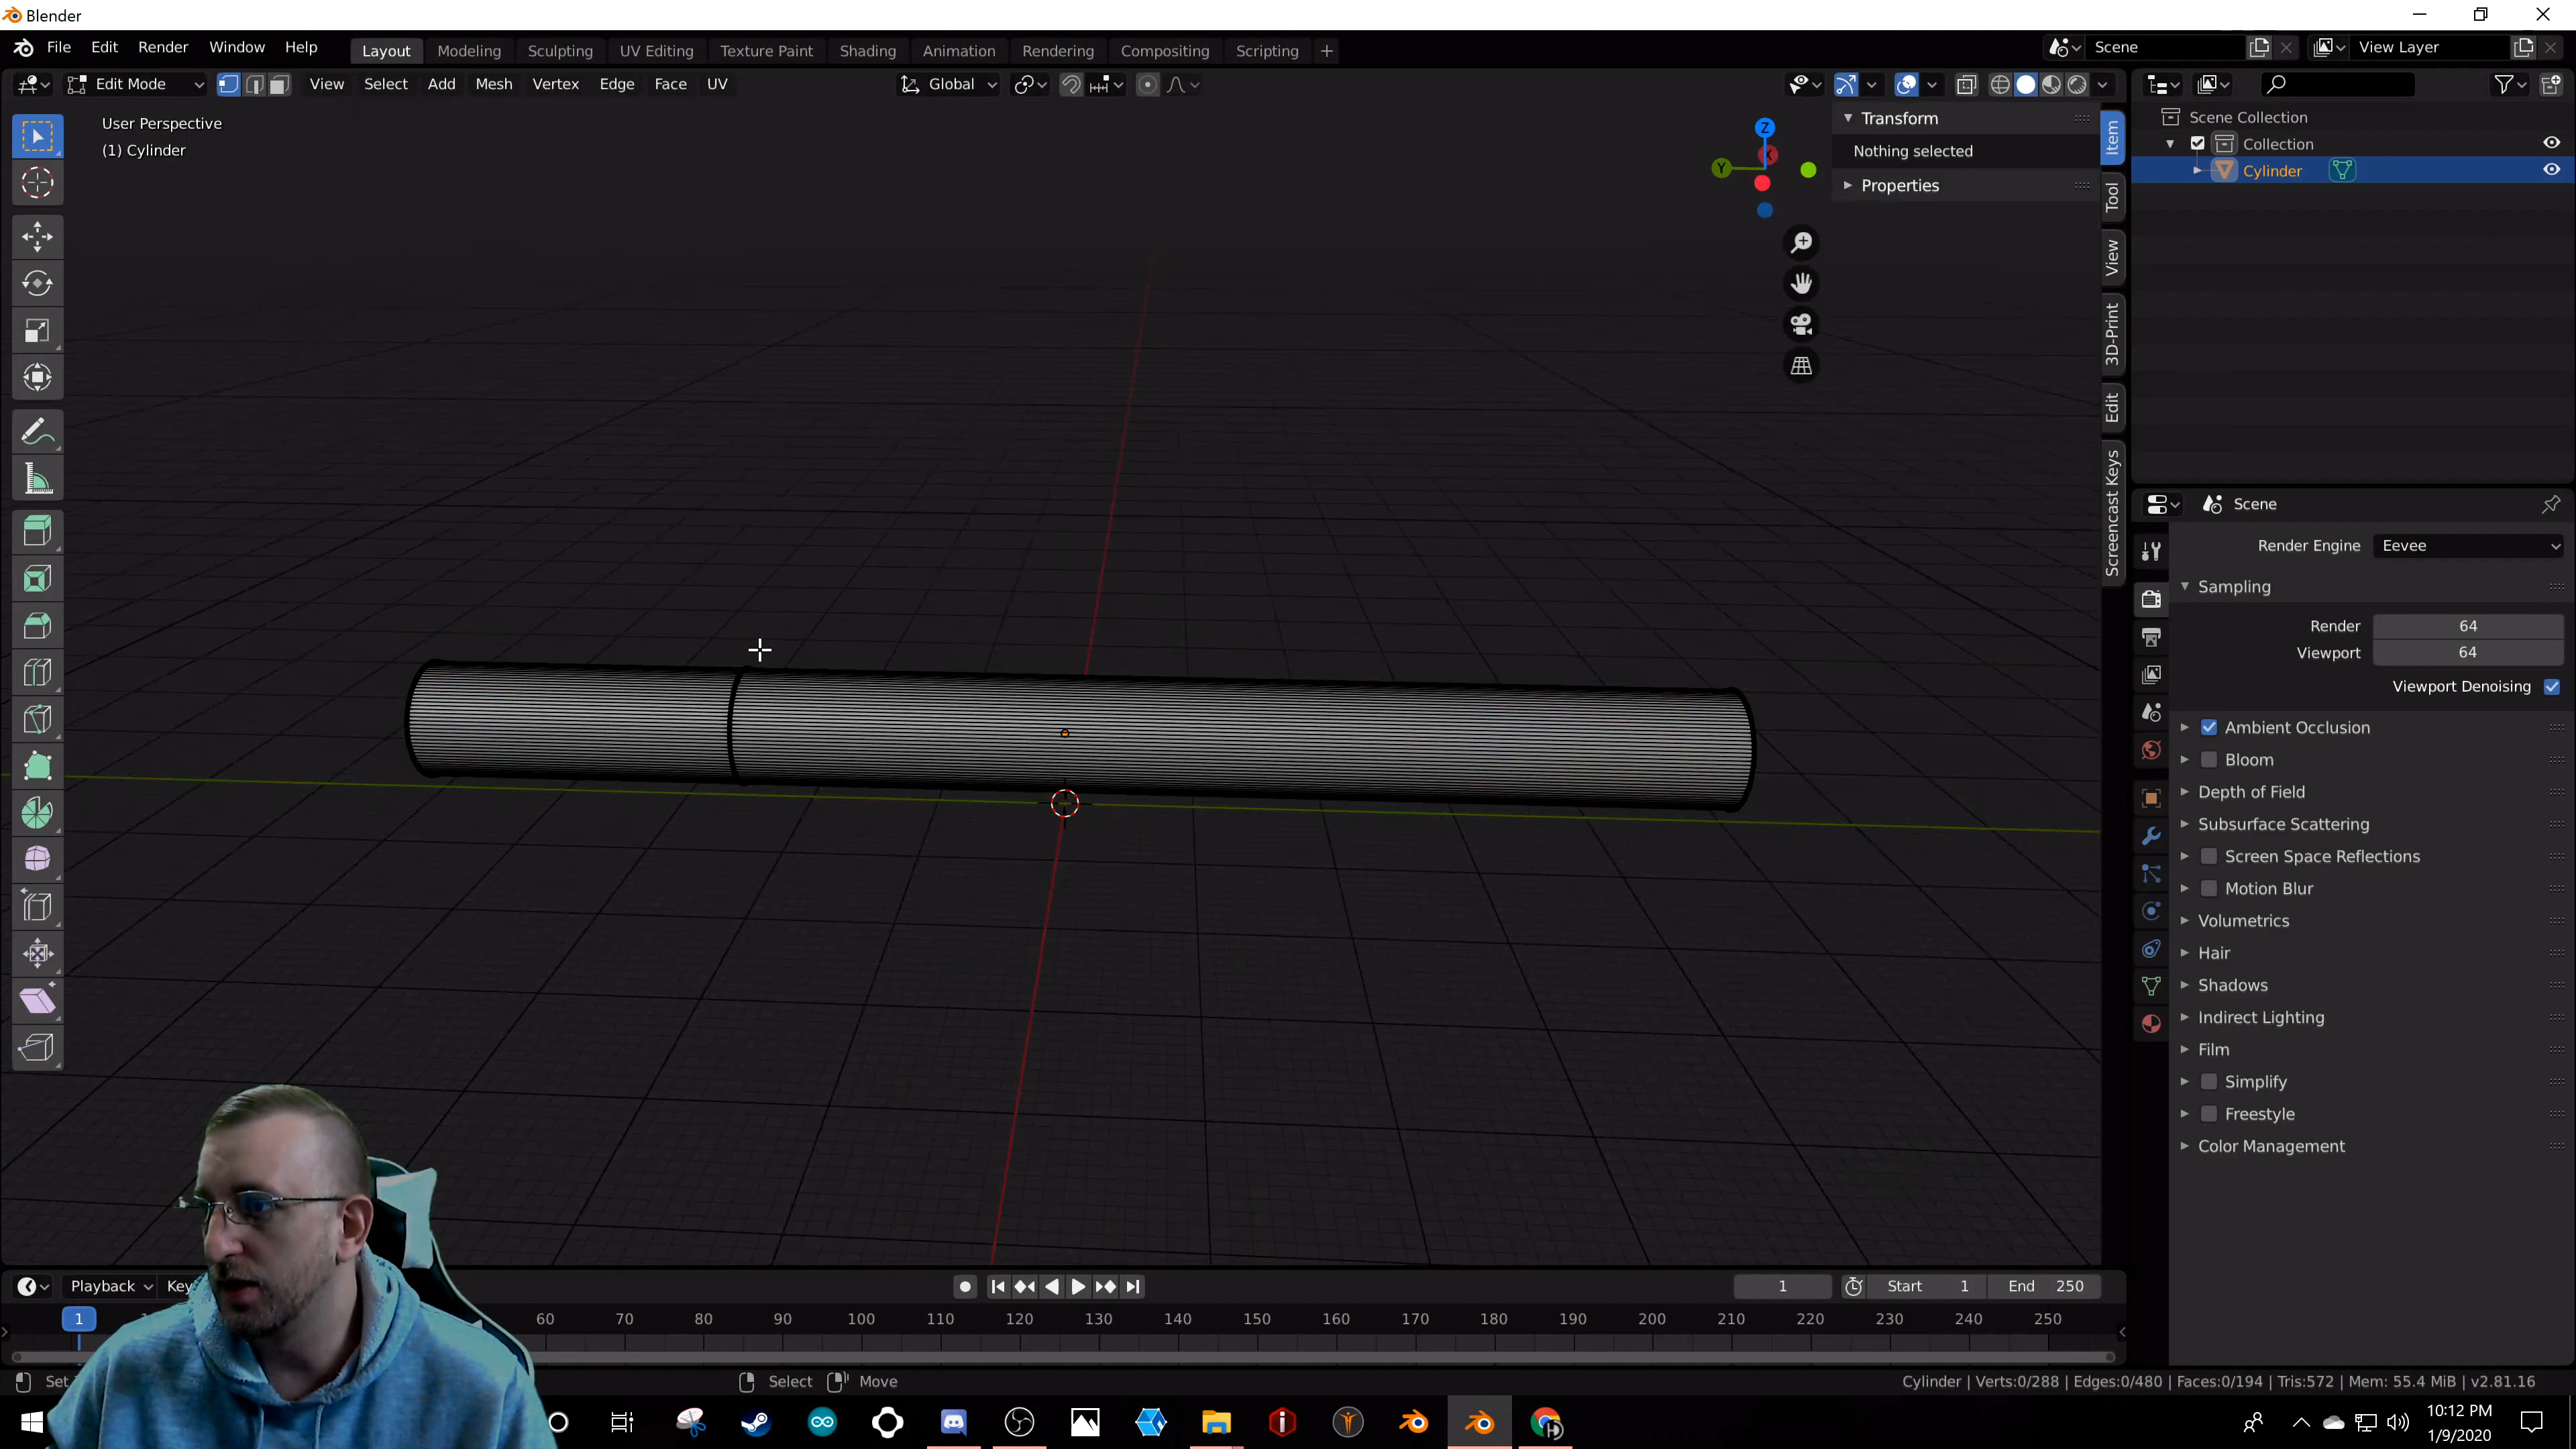 Blender
File Edit Render Window Help Layout Modeling Sculpting UV Editing Texture Paint Shading Animation Rendering Compositing Scripting + Scene View Layer
Edit Mode View Select Add Mesh Vertex Edge Face UV Global
User Perspective
(1) Cylinder
Z
X
Y
Transform
Nothing selected
Properties
Item
Tool
View
3D-Print
Edit
Screencast Keys
Scene Collection
Collection
Cylinder
Scene
Render Engine Eevee
Sampling
Render 64
Viewport 64
Viewport Denoising
Ambient Occlusion
Bloom
Depth of Field
Subsurface Scattering
Screen Space Reflections
Motion Blur
Volumetrics
Hair
Shadows
Indirect Lighting
Film
Simplify
Freestyle
Color Management
Playback Key 1 Start 1 End 250
1 60 70 80 90 100 110 120 130 140 150 160 170 180 190 200 210 220 230 240 250
Set Select Move Cylinder | Verts:0/288 | Edges:0/480 | Faces:0/194 | Tris:572 | Mem: 55.4 MiB | v2.81.16
10:12 PM
1/9/2020